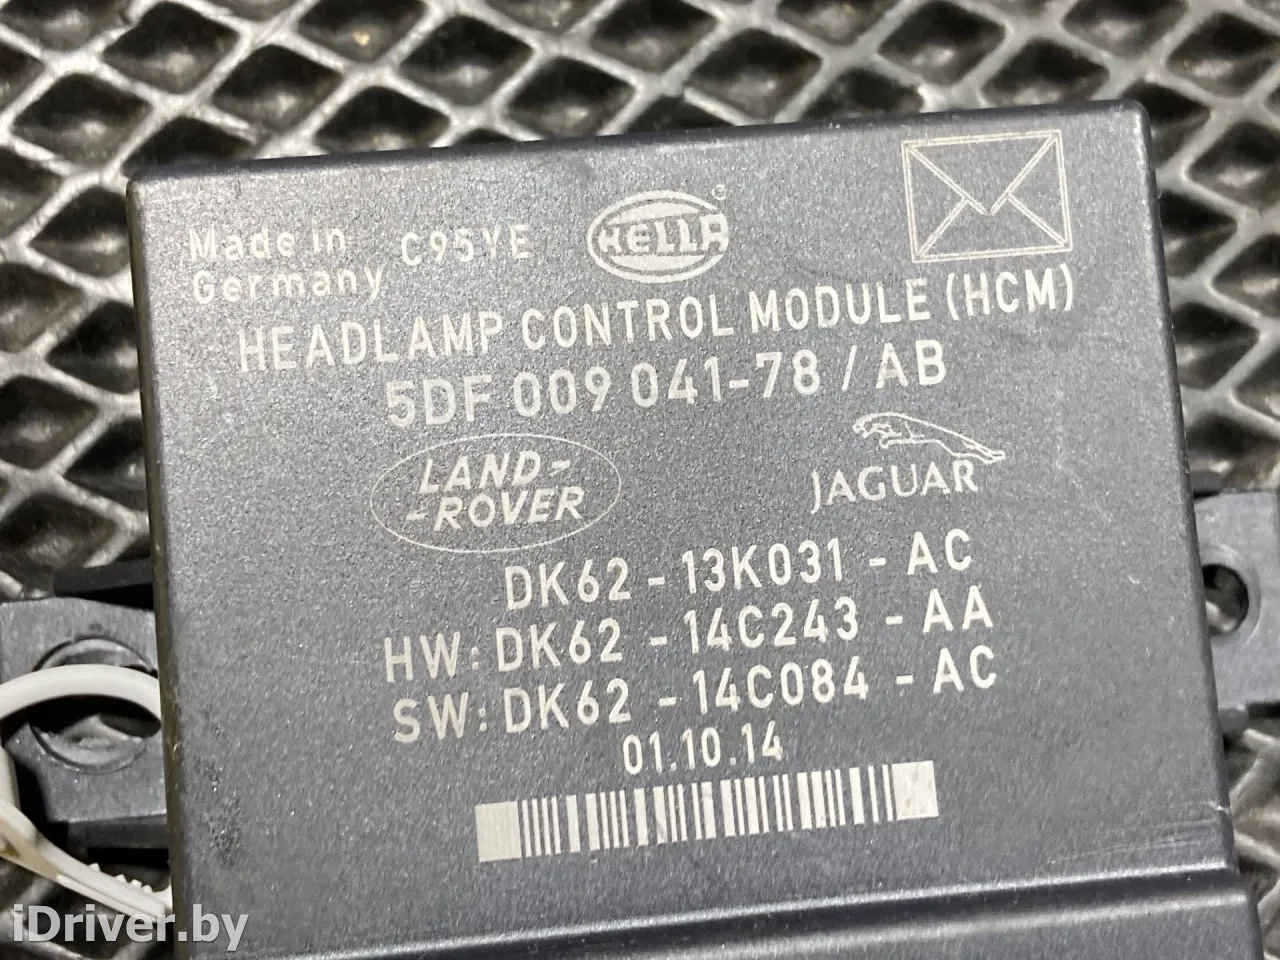 Made in
Germany
C95YE
HELLA®
HEADLAMP CONTROL MODULE (HCM)
5DF 009 041-78 / AB
LAND-
-ROVER
JAGUAR
DK62 - 13K031 - AC
HW: DK62 - 14C243 - AA
SW: DK62 - 14C084 - AC
01.10.14
iDriver.by